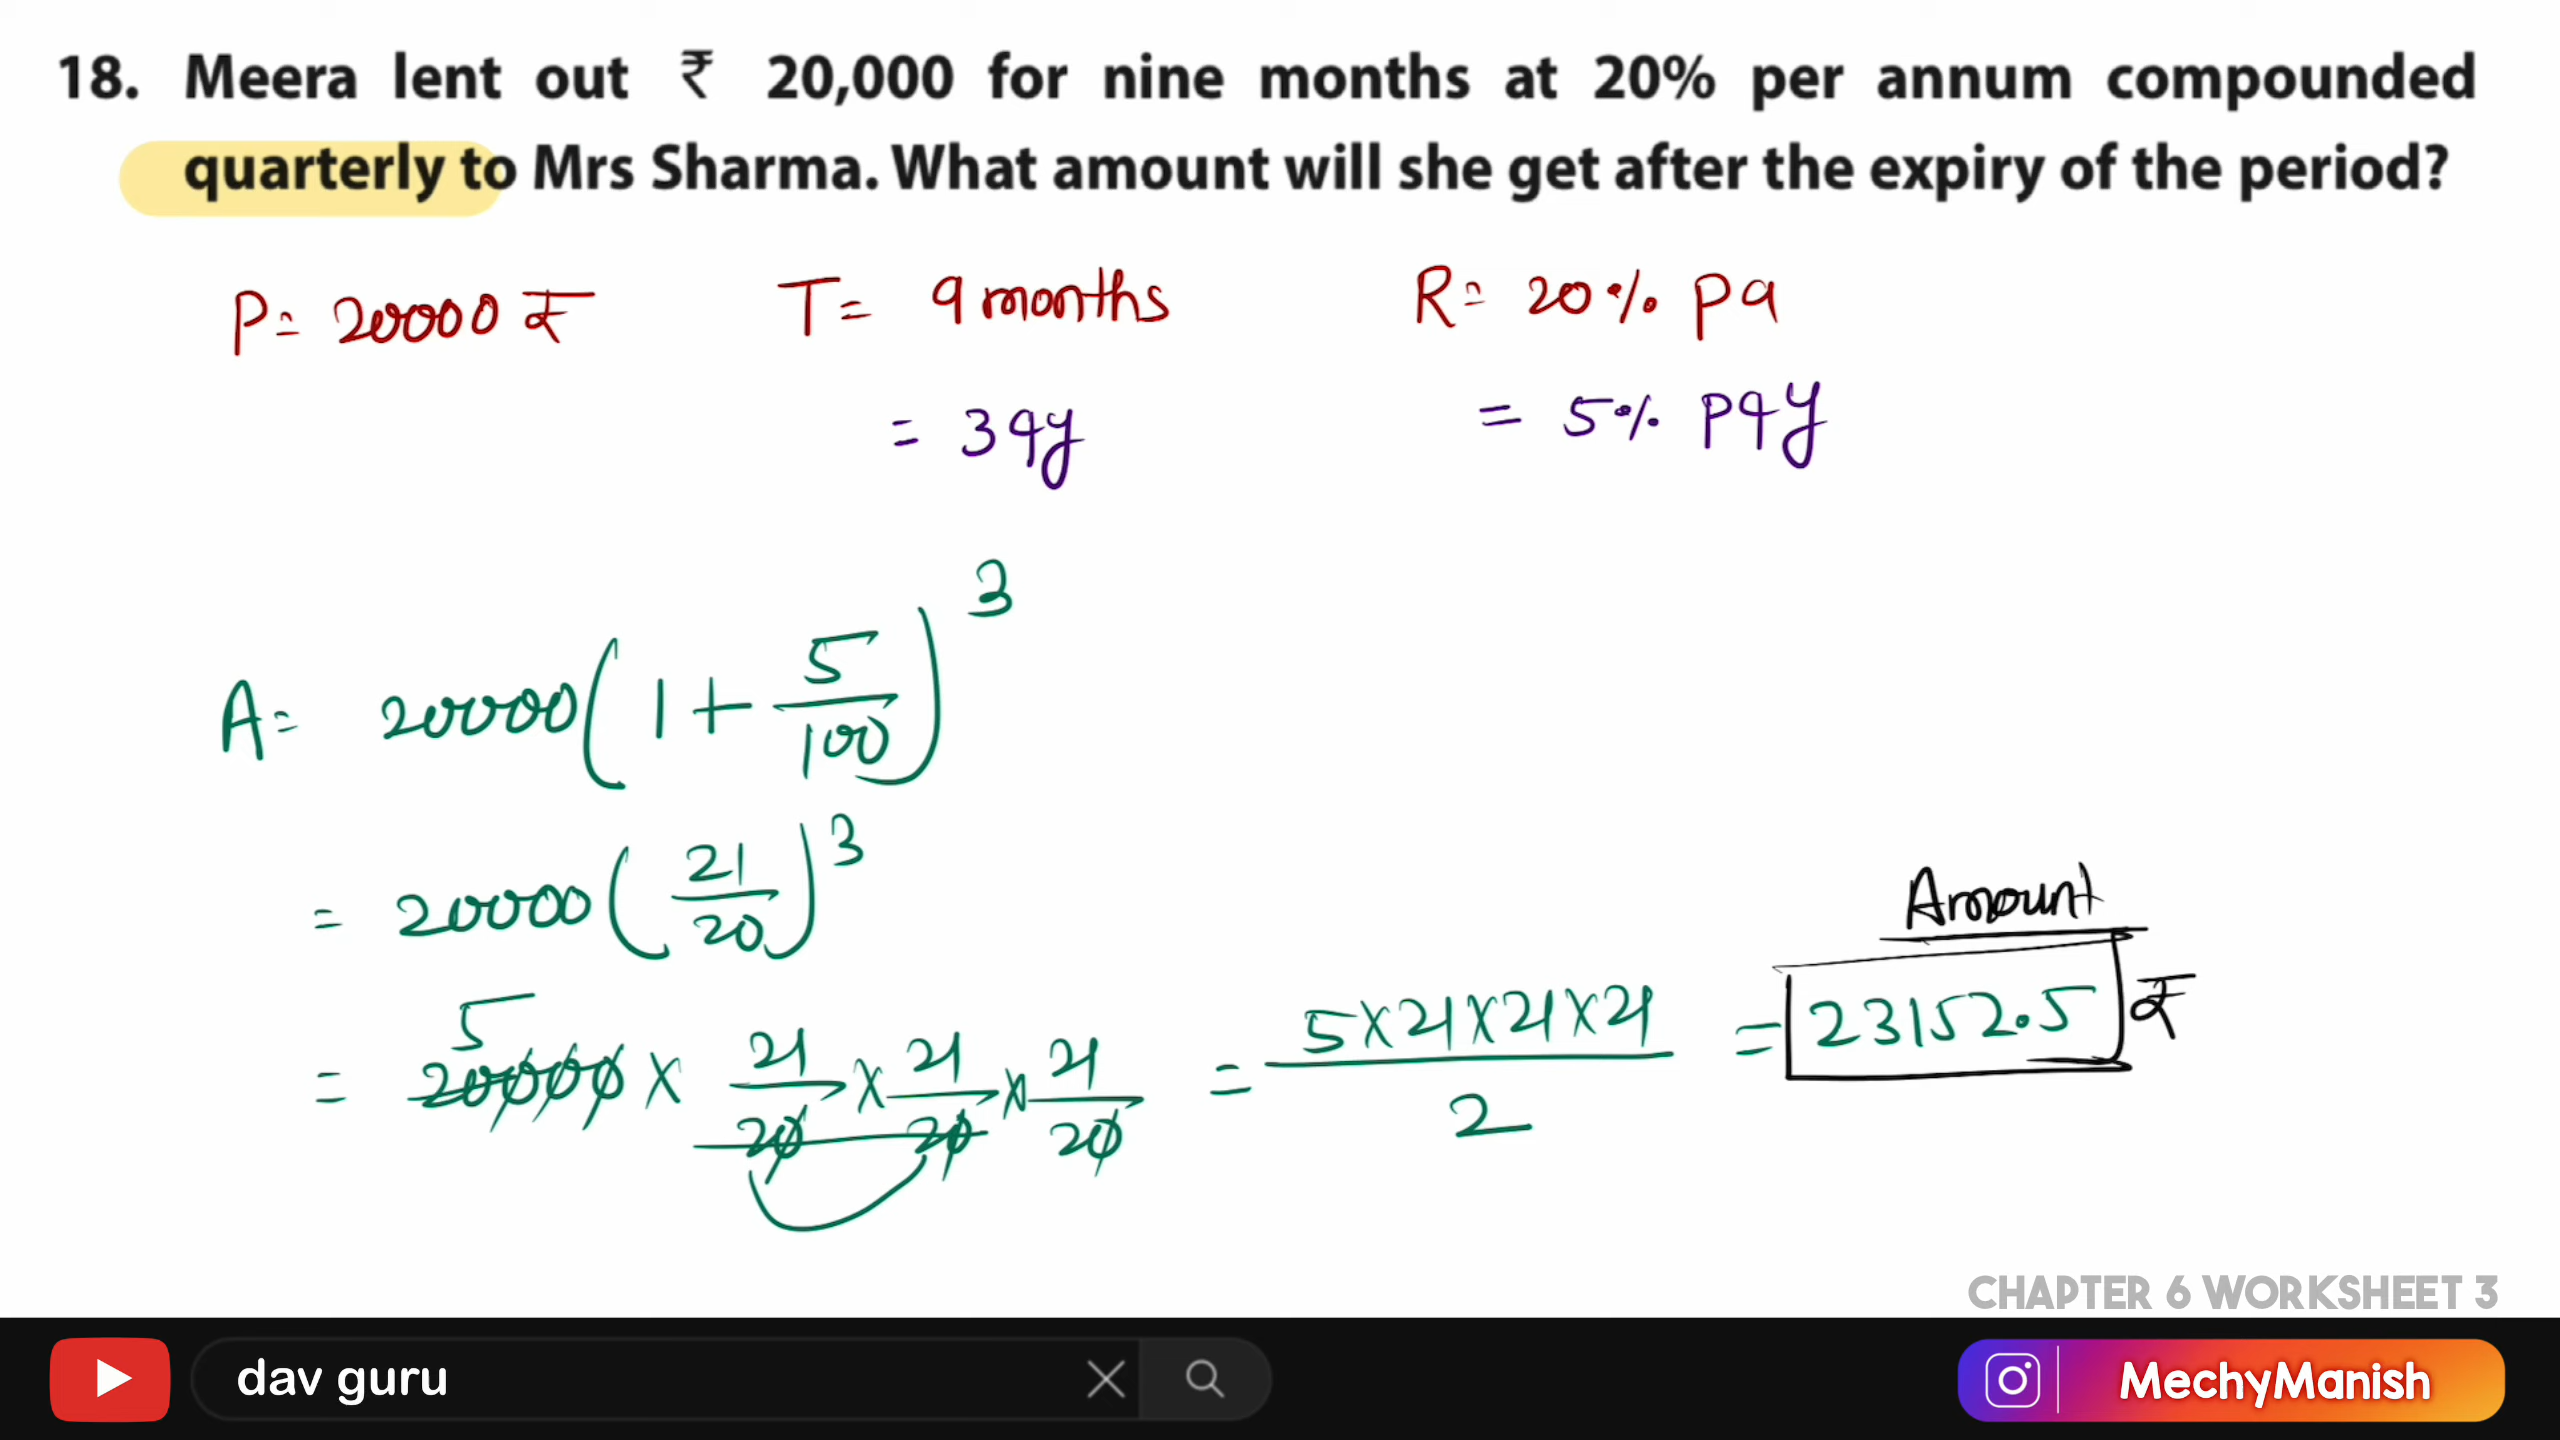 18. Meera lent out ₹ 20,000 for nine months at 20% per annum compounded
quarterly to Mrs Sharma. What amount will she get after the expiry of the period?
P= 20000 ₹ T= 9 months R= 20% pa
= 3qy = 5% pqy
A= 20000(1+5/100)^3
= 20000(21/20)^3
5
= 20000 × 21/20 × 21/20 × 21/20 = 5×21×21×21/2 = 23152.5 ₹
Amount
CHAPTER 6 WORKSHEET 3
dav guru
MechyManish